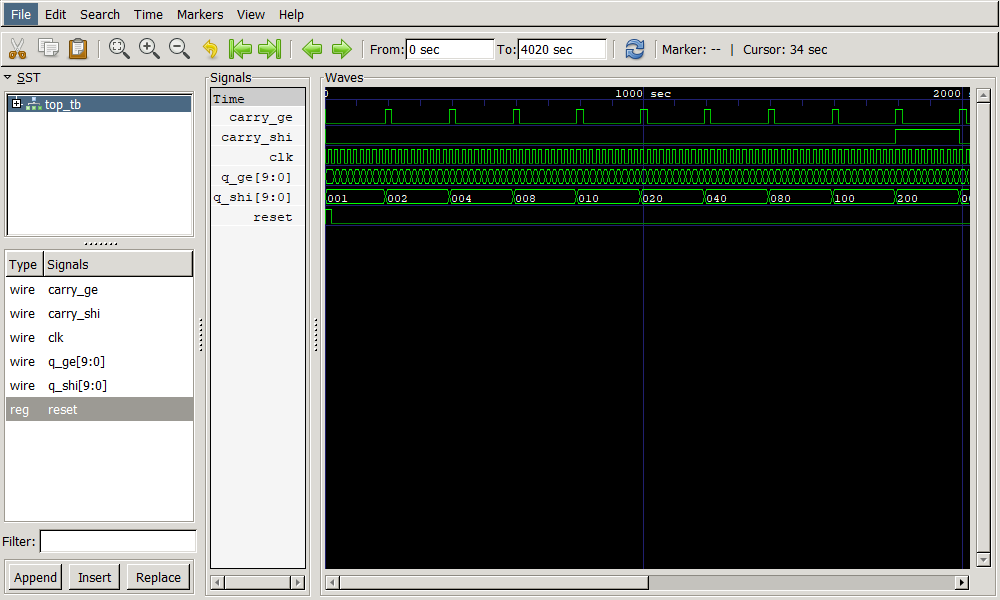 File Edit Search Time Markers View Help
From: 0 sec To: 4020 sec Marker: -- | Cursor: 34 sec
SST
top_tb
Type Signals
wire carry_ge
wire carry_shi
wire clk
wire q_ge[9:0]
wire q_shi[9:0]
reg reset
Filter:
Append Insert Replace
Signals
Time
carry_ge
carry_shi
clk
q_ge[9:0]
q_shi[9:0]
reset
Waves
1000 sec 2000
001 002 004 008 010 020 040 080 100 200